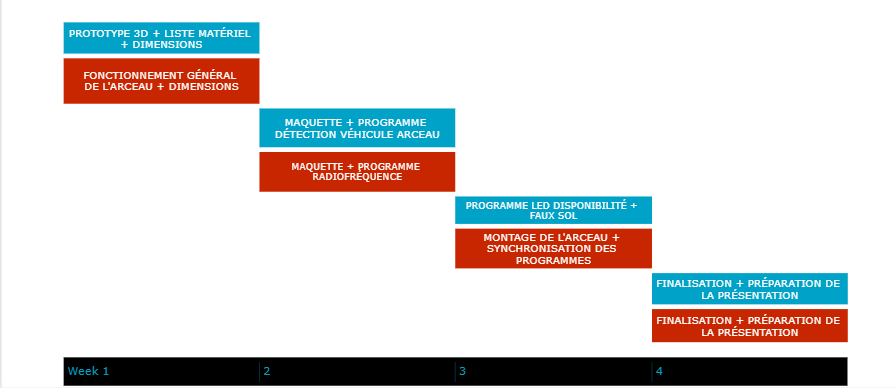 PROTOTYPE 3D + LISTE MATÉRIEL
+ DIMENSIONS
FONCTIONNEMENT GÉNÉRAL
DE L'ARCEAU + DIMENSIONS
MAQUETTE + PROGRAMME
DÉTECTION VÉHICULE ARCEAU
MAQUETTE + PROGRAMME
RADIOFRÉQUENCE
PROGRAMME LED DISPONIBILITÉ +
FAUX SOL
MONTAGE DE L'ARCEAU +
SYNCHRONISATION DES
PROGRAMMES
FINALISATION + PRÉPARATION DE
LA PRÉSENTATION
FINALISATION + PRÉPARATION DE
LA PRÉSENTATION
Week 1 2 3 4